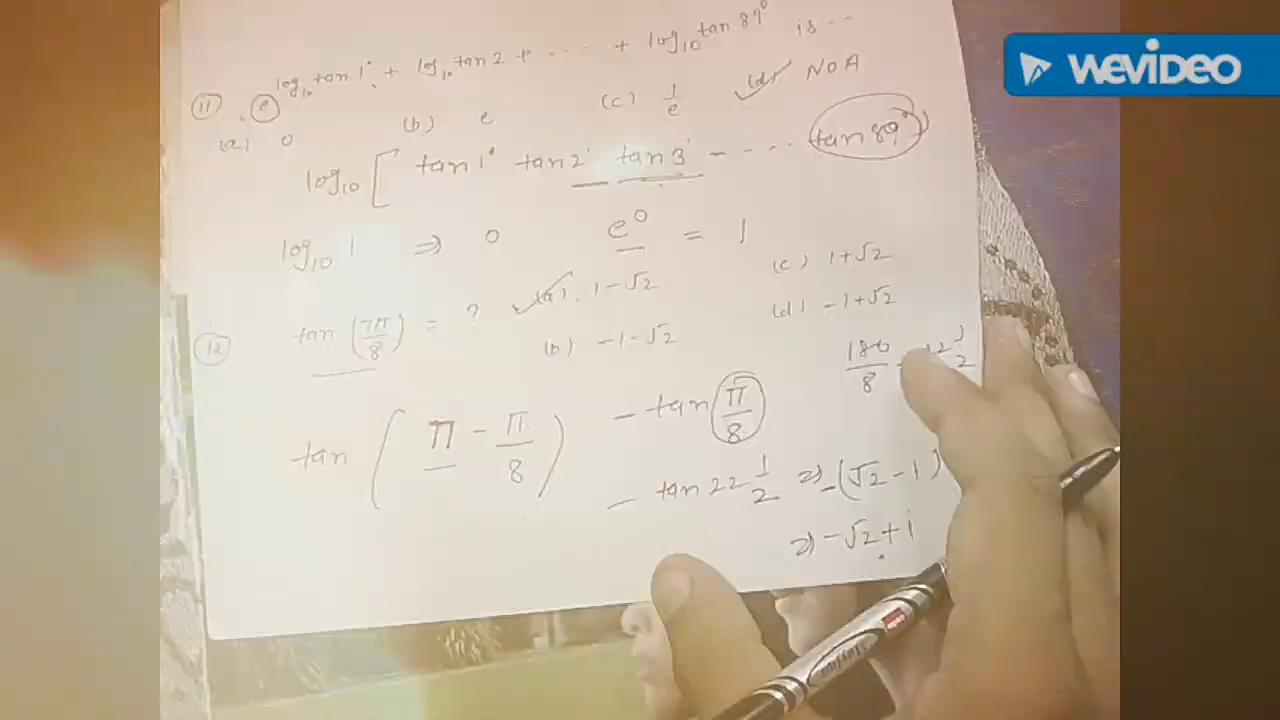 WEVIDEO
(11) e^(log₁₀ tan 1° + log₁₀ tan 2 + ---- + log₁₀ tan 89°) is ---
(a) 0 (b) e (c) 1/e (d) NOA
log₁₀ [ tan 1° tan 2° tan 3° - ---- tan 89° )
log₁₀ 1 ⇒ 0 e⁰ = 1
(12) tan (7π/8) = ? (a) 1-√2 (c) 1+√2
(b) -1-√2 (d) -1+√2
180/8
tan ( π - π/8 ) - tan π/8
- tan 22 1/2 ⇒ -(√2-1)
⇒ -√2+1
cello